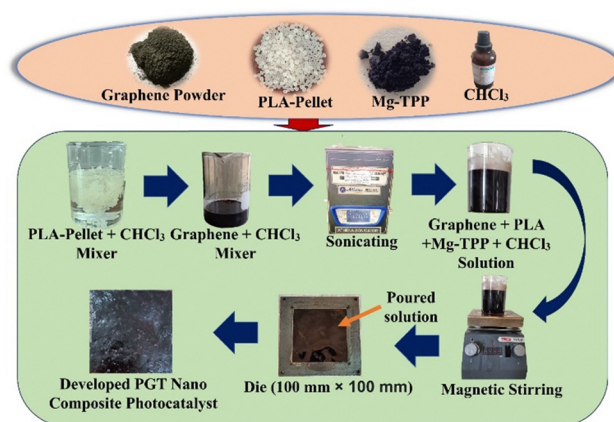 Graphene Powder
PLA-Pellet
Mg-TPP
CHCl₃
PLA-Pellet + CHCl₃
Mixer
Graphene + CHCl₃
Mixer
Sonicating
Graphene + PLA
+Mg-TPP + CHCl₃
Solution
Poured
solution
Developed PGT Nano
Composite Photocatalyst
Die (100 mm × 100 mm)
Magnetic Stirring